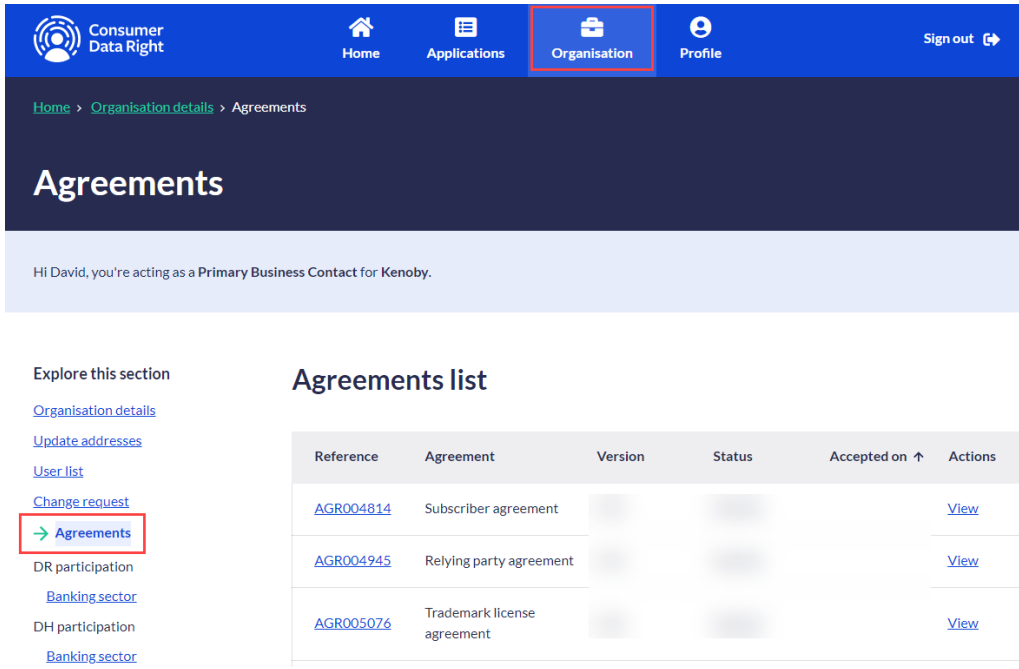 Consumer
Data Right
Home
Applications
Organisation
Profile
Sign out
Home > Organisation details > Agreements
Agreements
Hi David, you're acting as a Primary Business Contact for Kenoby.
Explore this section
Organisation details
Update addresses
User list
Change request
→ Agreements
DR participation
Banking sector
DH participation
Banking sector
Agreements list
Reference Agreement Version Status Accepted on ↑ Actions
AGR004814 Subscriber agreement View
AGR004945 Relying party agreement View
AGR005076 Trademark license View
agreement